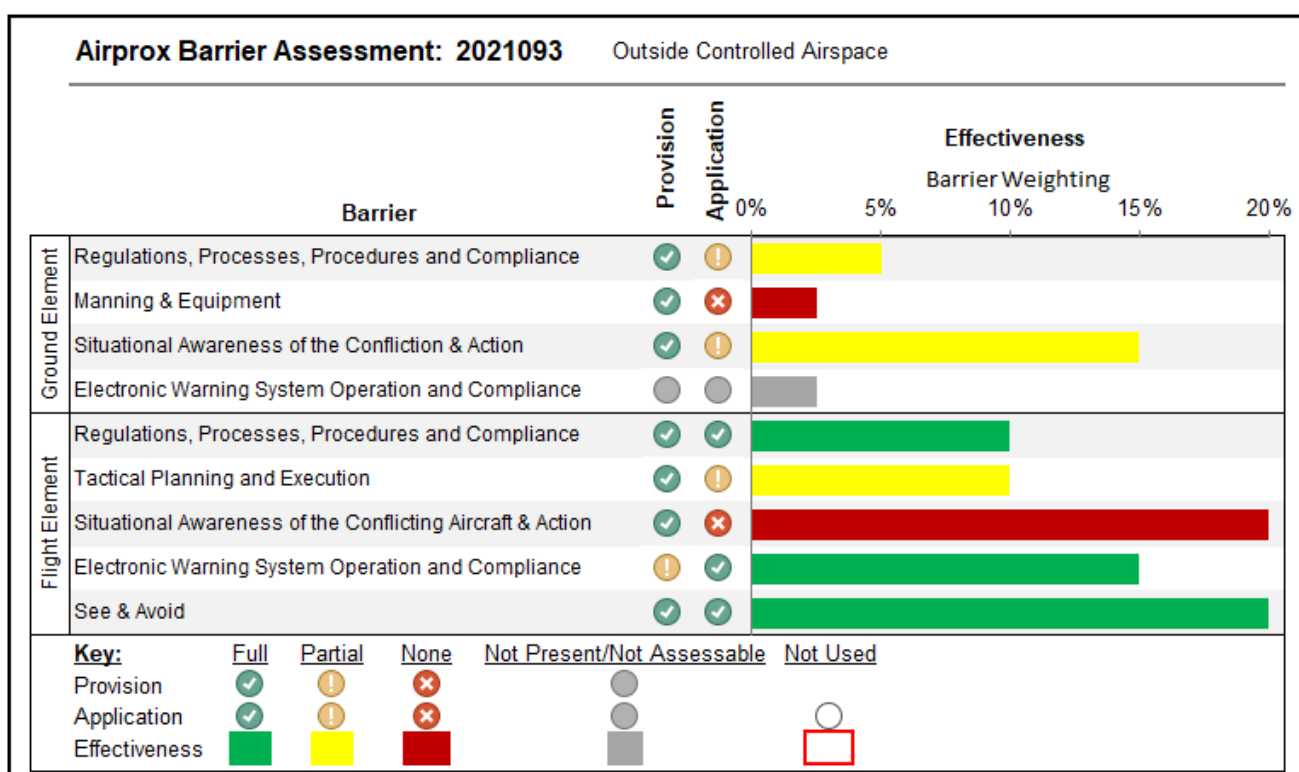 Airprox Barrier Assessment: 2021093 Outside Controlled Airspace
Barrier Provision Application Effectiveness
Barrier Weighting
0% 5% 10% 15% 20%
Ground Element
Regulations, Processes, Procedures and Compliance
Manning & Equipment
Situational Awareness of the Confliction & Action
Electronic Warning System Operation and Compliance
Flight Element
Regulations, Processes, Procedures and Compliance
Tactical Planning and Execution
Situational Awareness of the Conflicting Aircraft & Action
Electronic Warning System Operation and Compliance
See & Avoid
Key: Full Partial None Not Present/Not Assessable Not Used
Provision
Application
Effectiveness